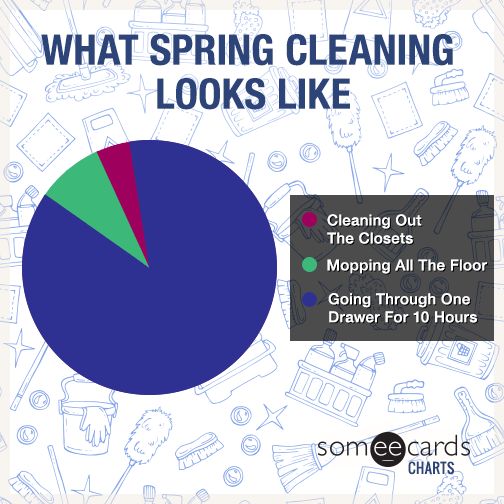 WHAT SPRING CLEANING
LOOKS LIKE
Cleaning Out
The Closets
Mopping All The Floor
Going Through One
Drawer For 10 Hours
someecards
CHARTS